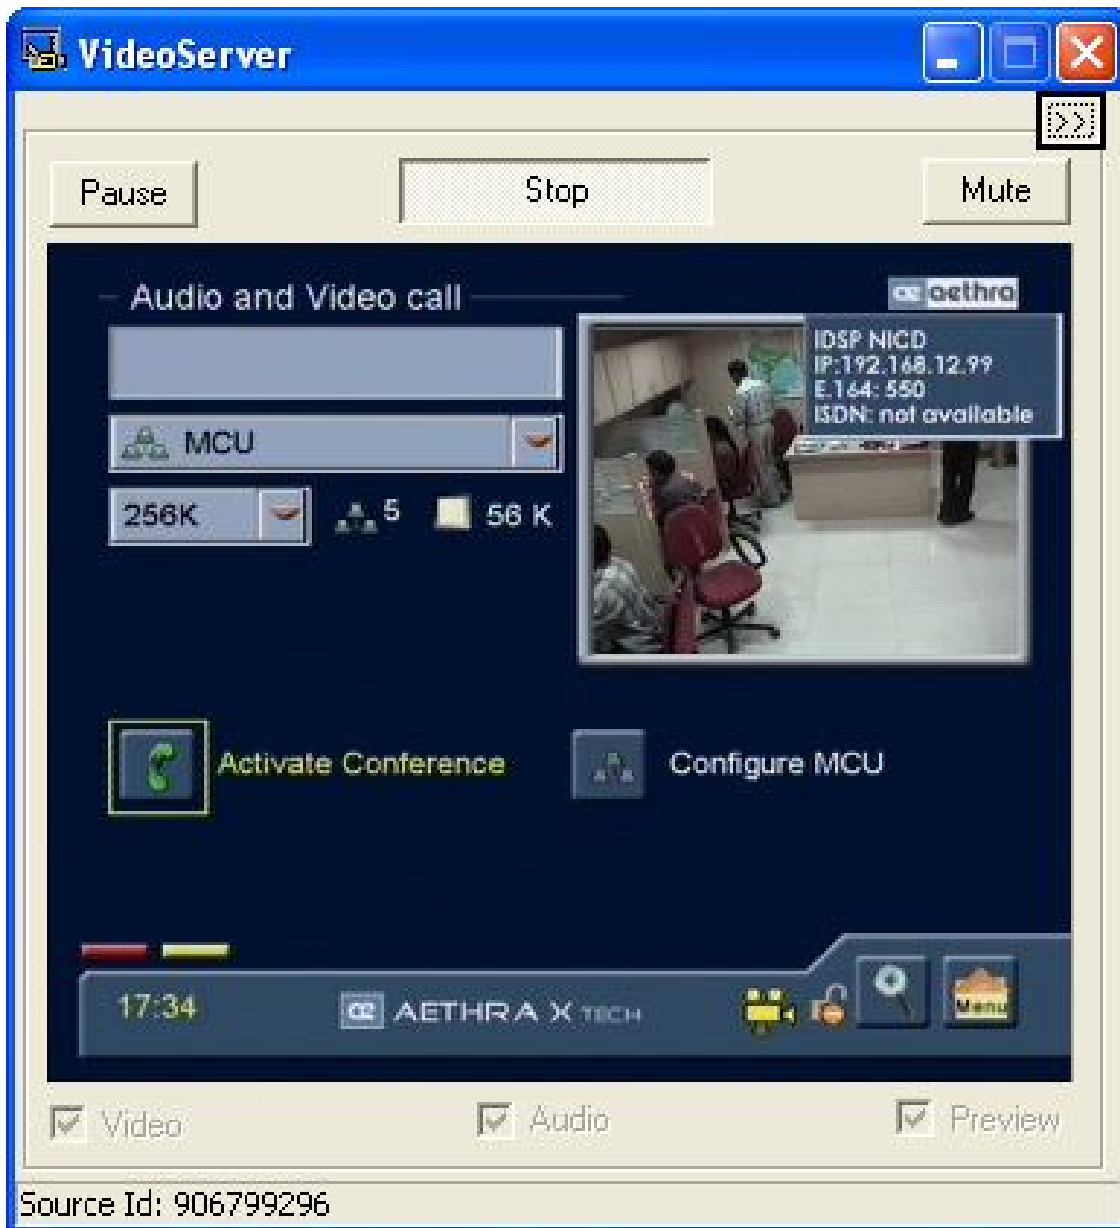 VideoServer
>>
Pause Stop Mute
Audio and Video call
aethra
IDSP NICD
IP:192.168.12.99
E.164: 550
ISDN: not available
MCU
256K 5 56 K
Activate Conference Configure MCU
17:34 AETHRA X TECH Menu
Video Audio Preview
Source Id: 906799296